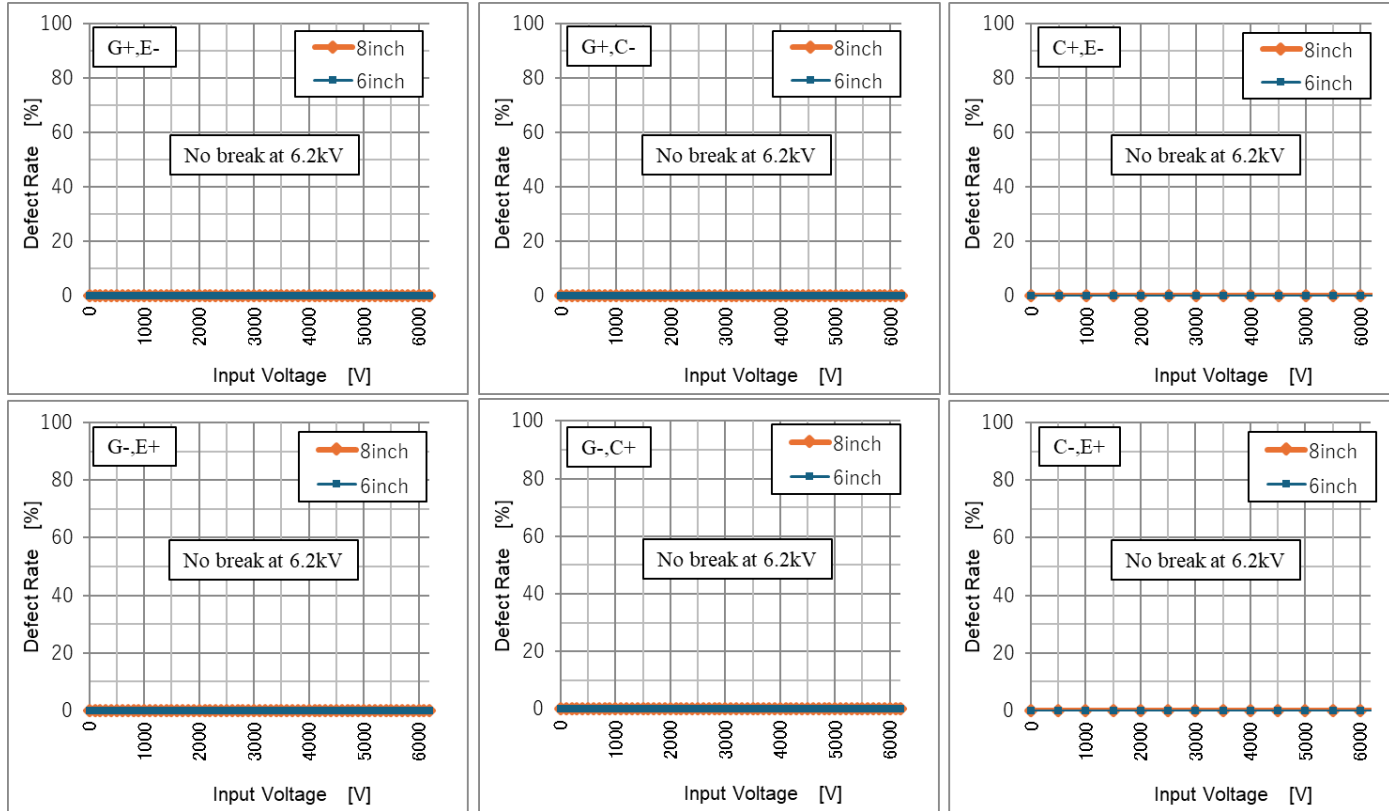 G+,E-
8inch
6inch
No break at 6.2kV
Defect Rate [%]
100
80
60
40
20
0
0 1000 2000 3000 4000 5000 6000
Input Voltage [V]
G+,C-
8inch
6inch
No break at 6.2kV
Defect Rate [%]
100
80
60
40
20
0
0 1000 2000 3000 4000 5000 6000
Input Voltage [V]
C+,E-
8inch
6inch
No break at 6.2kV
Defect Rate [%]
100
80
60
40
20
0
0 1000 2000 3000 4000 5000 6000
Input Voltage [V]
G-,E+
8inch
6inch
No break at 6.2kV
Defect Rate [%]
100
80
60
40
20
0
0 1000 2000 3000 4000 5000 6000
Input Voltage [V]
G-,C+
8inch
6inch
No break at 6.2kV
Defect Rate [%]
100
80
60
40
20
0
0 1000 2000 3000 4000 5000 6000
Input Voltage [V]
C-,E+
8inch
6inch
No break at 6.2kV
Defect Rate [%]
100
80
60
40
20
0
0 1000 2000 3000 4000 5000 6000
Input Voltage [V]